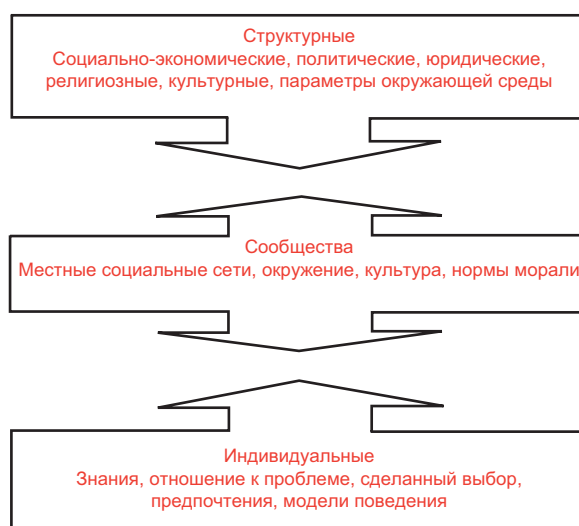 Структурные
Социально-экономические, политические, юридические,
религиозные, культурные, параметры окружающей среды
Сообщества
Местные социальные сети, окружение, культура, нормы морали
Индивидуальные
Знания, отношение к проблеме, сделанный выбор,
предпочтения, модели поведения